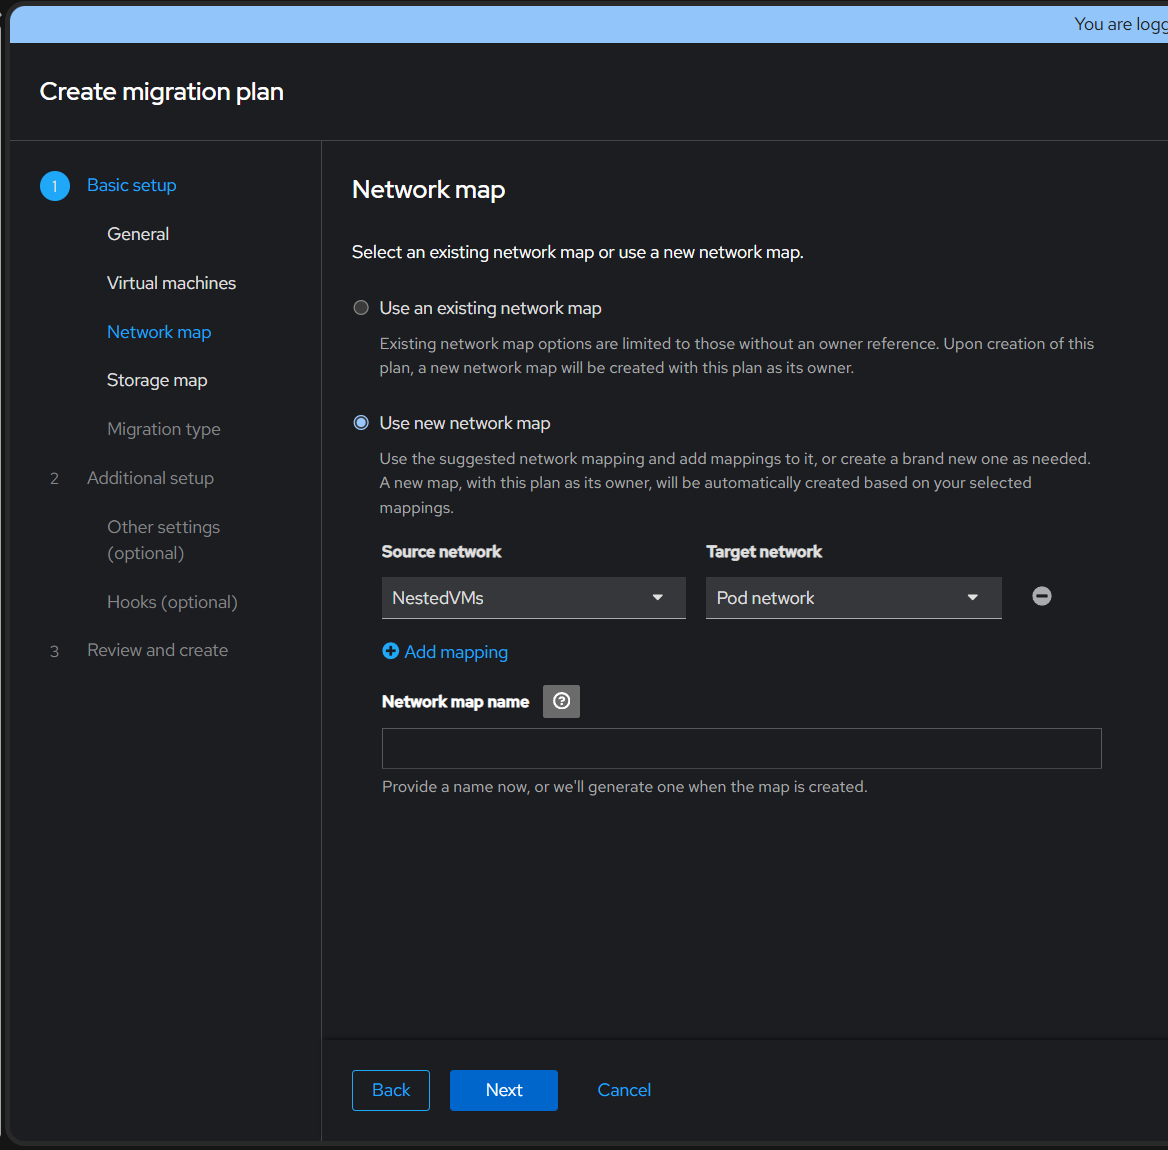 You are logg
Create migration plan
1 Basic setup
General
Virtual machines
Network map
Storage map
Migration type
2 Additional setup
Other settings
(optional)
Hooks (optional)
3 Review and create
Network map
Select an existing network map or use a new network map.
Use an existing network map
Existing network map options are limited to those without an owner reference. Upon creation of this
plan, a new network map will be created with this plan as its owner.
Use new network map
Use the suggested network mapping and add mappings to it, or create a brand new one as needed.
A new map, with this plan as its owner, will be automatically created based on your selected
mappings.
Source network Target network
NestedVMs Pod network
Add mapping
Network map name
Provide a name now, or we'll generate one when the map is created.
Back Next Cancel